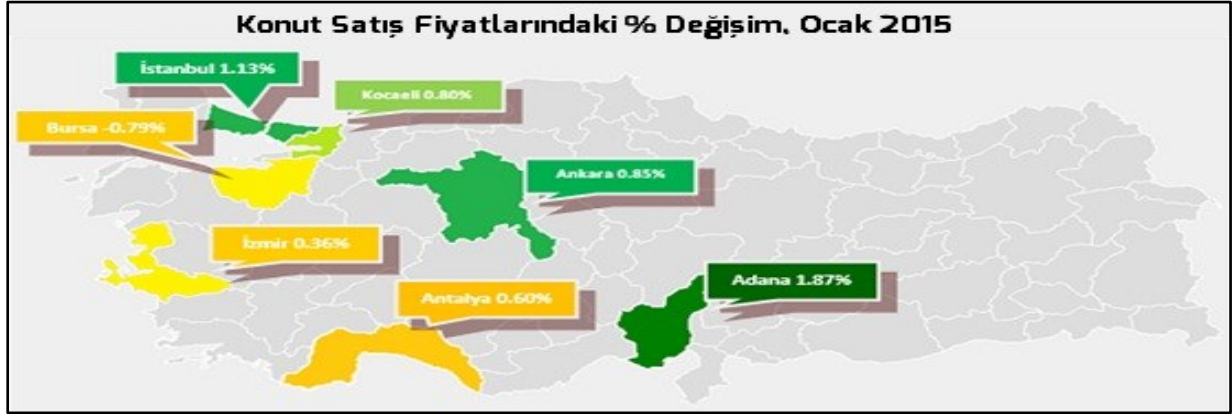 Konut Satış Fiyatlarındaki % Değişim, Ocak 2015
İstanbul 1.13%
Kocaeli 0.80%
Bursa -0.79%
Ankara 0.85%
İzmir 0.36%
Adana 1.87%
Antalya 0.60%